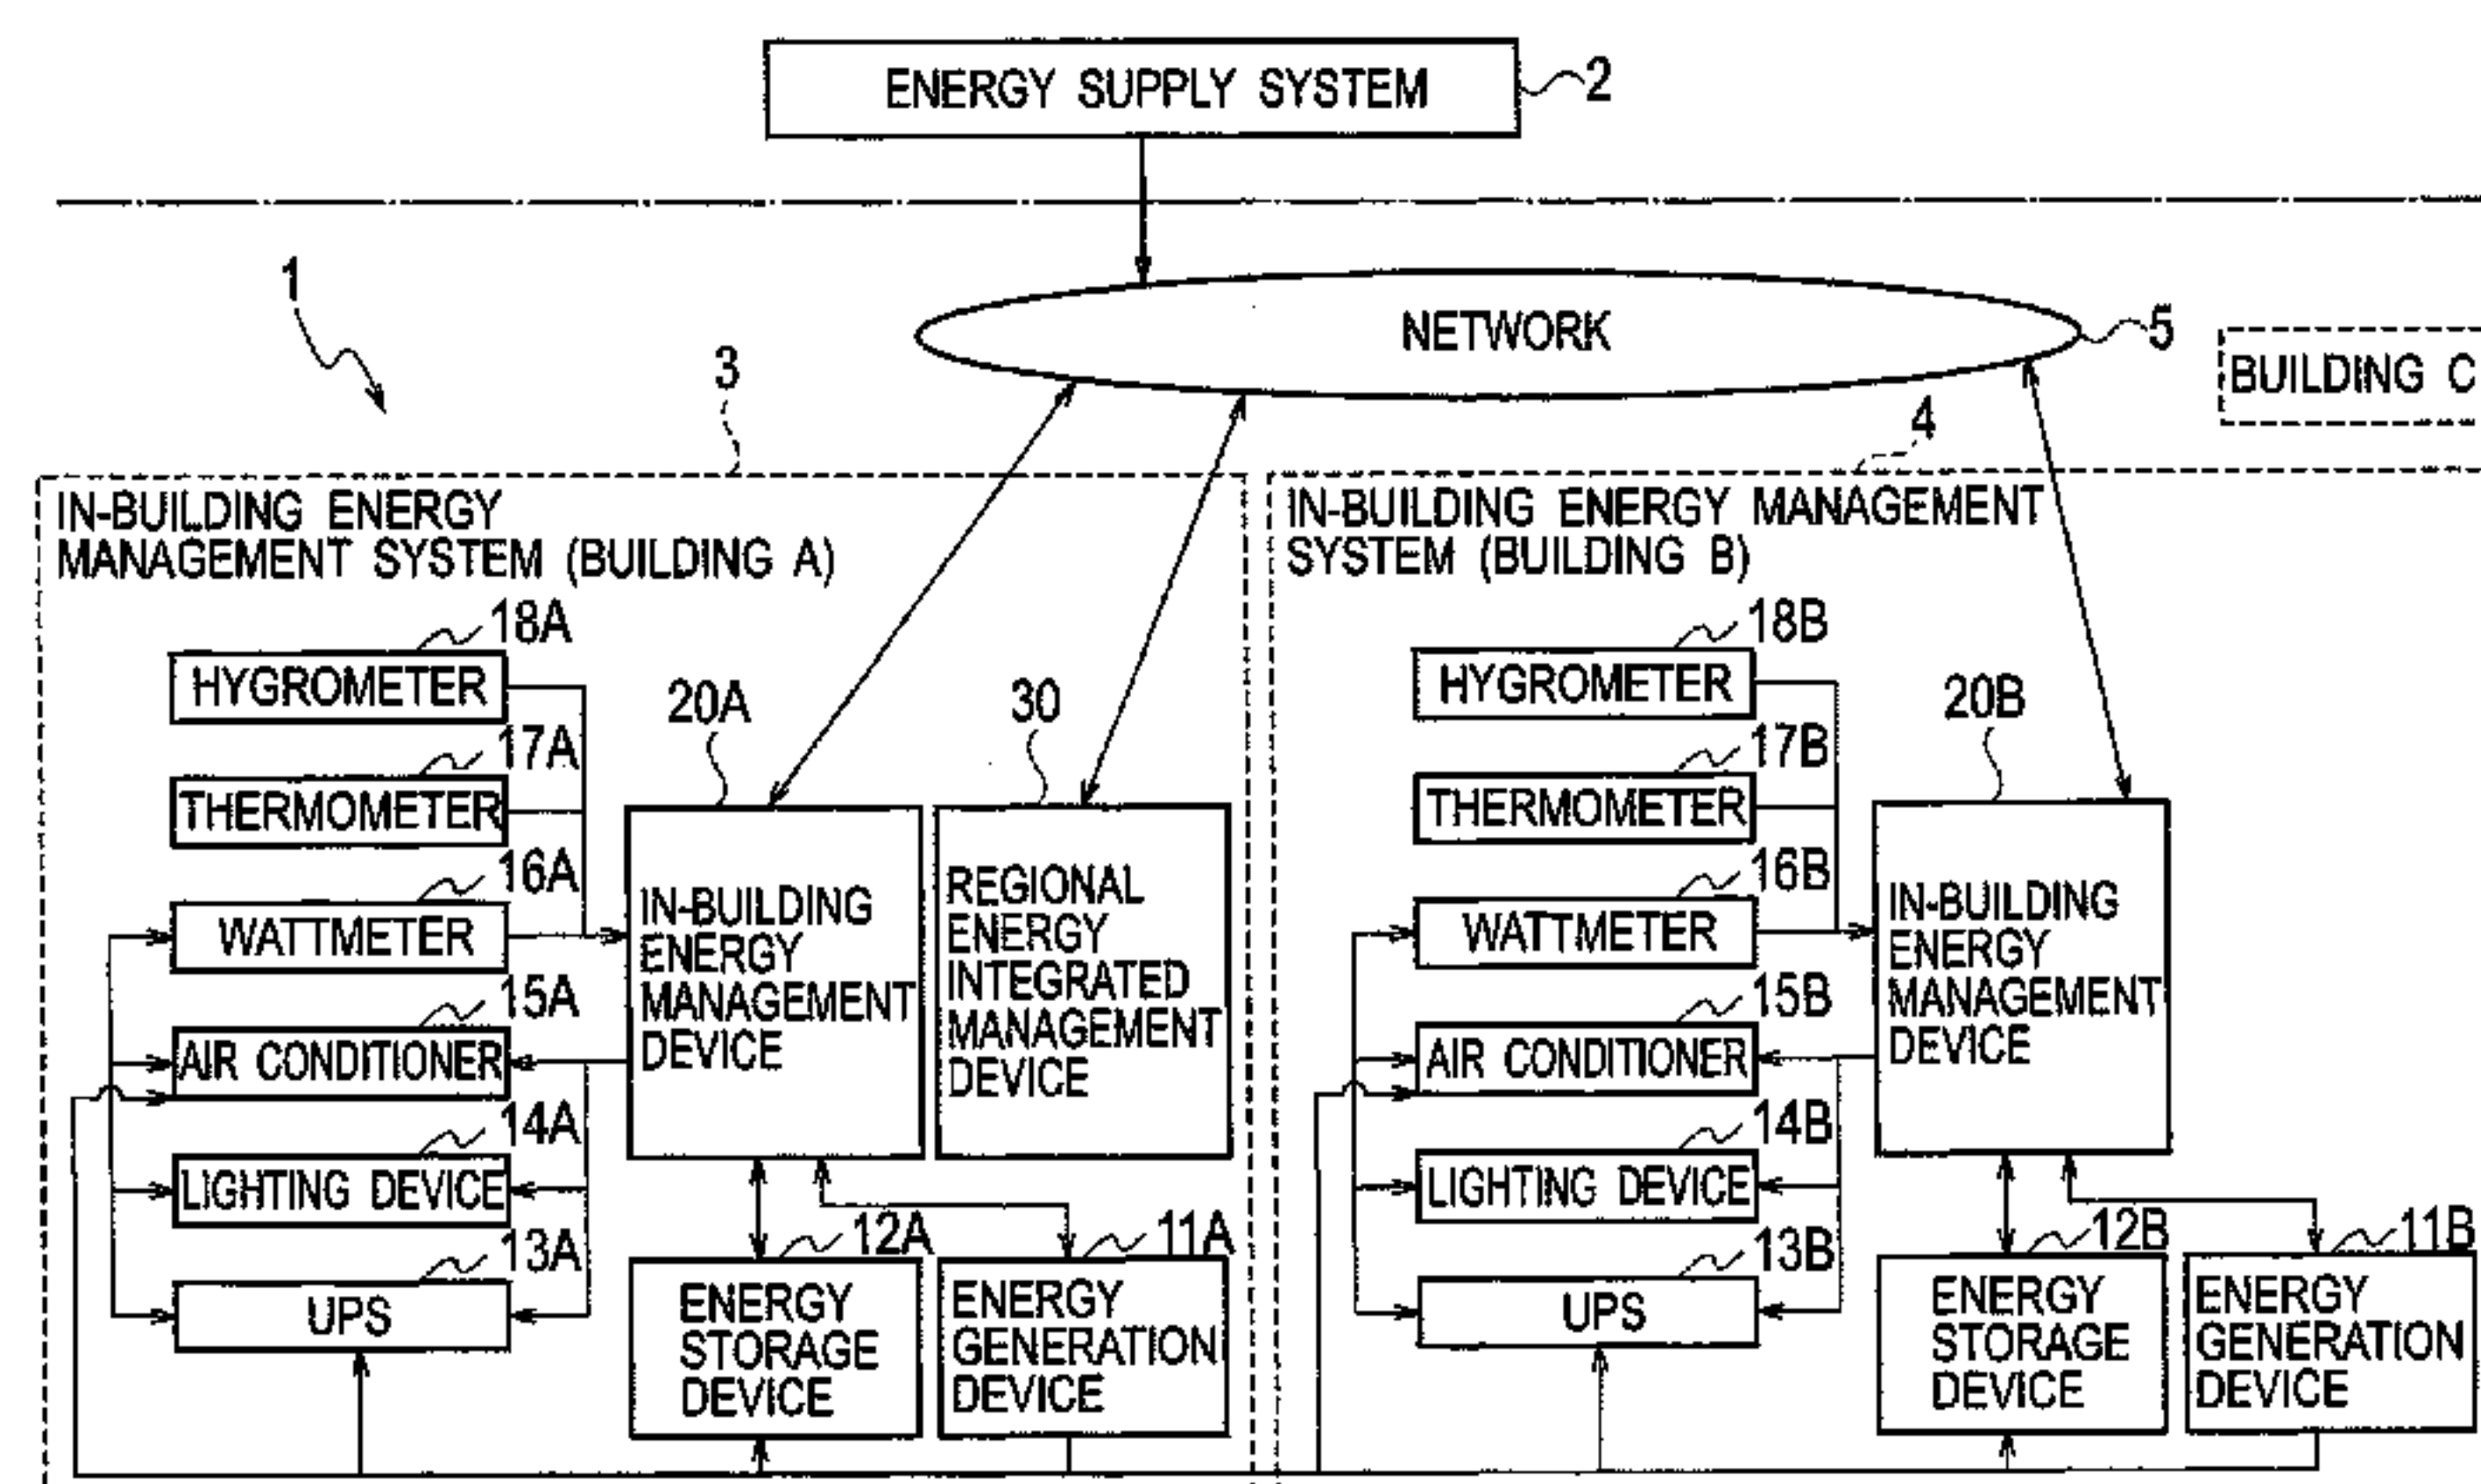 ENERGY SUPPLY SYSTEM
2
1
NETWORK
5
BUILDING C
3
4
IN-BUILDING ENERGY
MANAGEMENT SYSTEM (BUILDING A)
18A
HYGROMETER
17A
THERMOMETER
16A
WATTMETER
15A
AIR CONDITIONER
14A
LIGHTING DEVICE
13A
UPS
20A
IN-BUILDING
ENERGY
MANAGEMENT
DEVICE
30
REGIONAL
ENERGY
INTEGRATED
MANAGEMENT
DEVICE
12A
ENERGY
STORAGE
DEVICE
11A
ENERGY
GENERATION
DEVICE
IN-BUILDING ENERGY MANAGEMENT
SYSTEM (BUILDING B)
18B
HYGROMETER
17B
THERMOMETER
16B
WATTMETER
15B
AIR CONDITIONER
14B
LIGHTING DEVICE
13B
UPS
20B
IN-BUILDING
ENERGY
MANAGEMENT
DEVICE
12B
ENERGY
STORAGE
DEVICE
11B
ENERGY
GENERATION
DEVICE